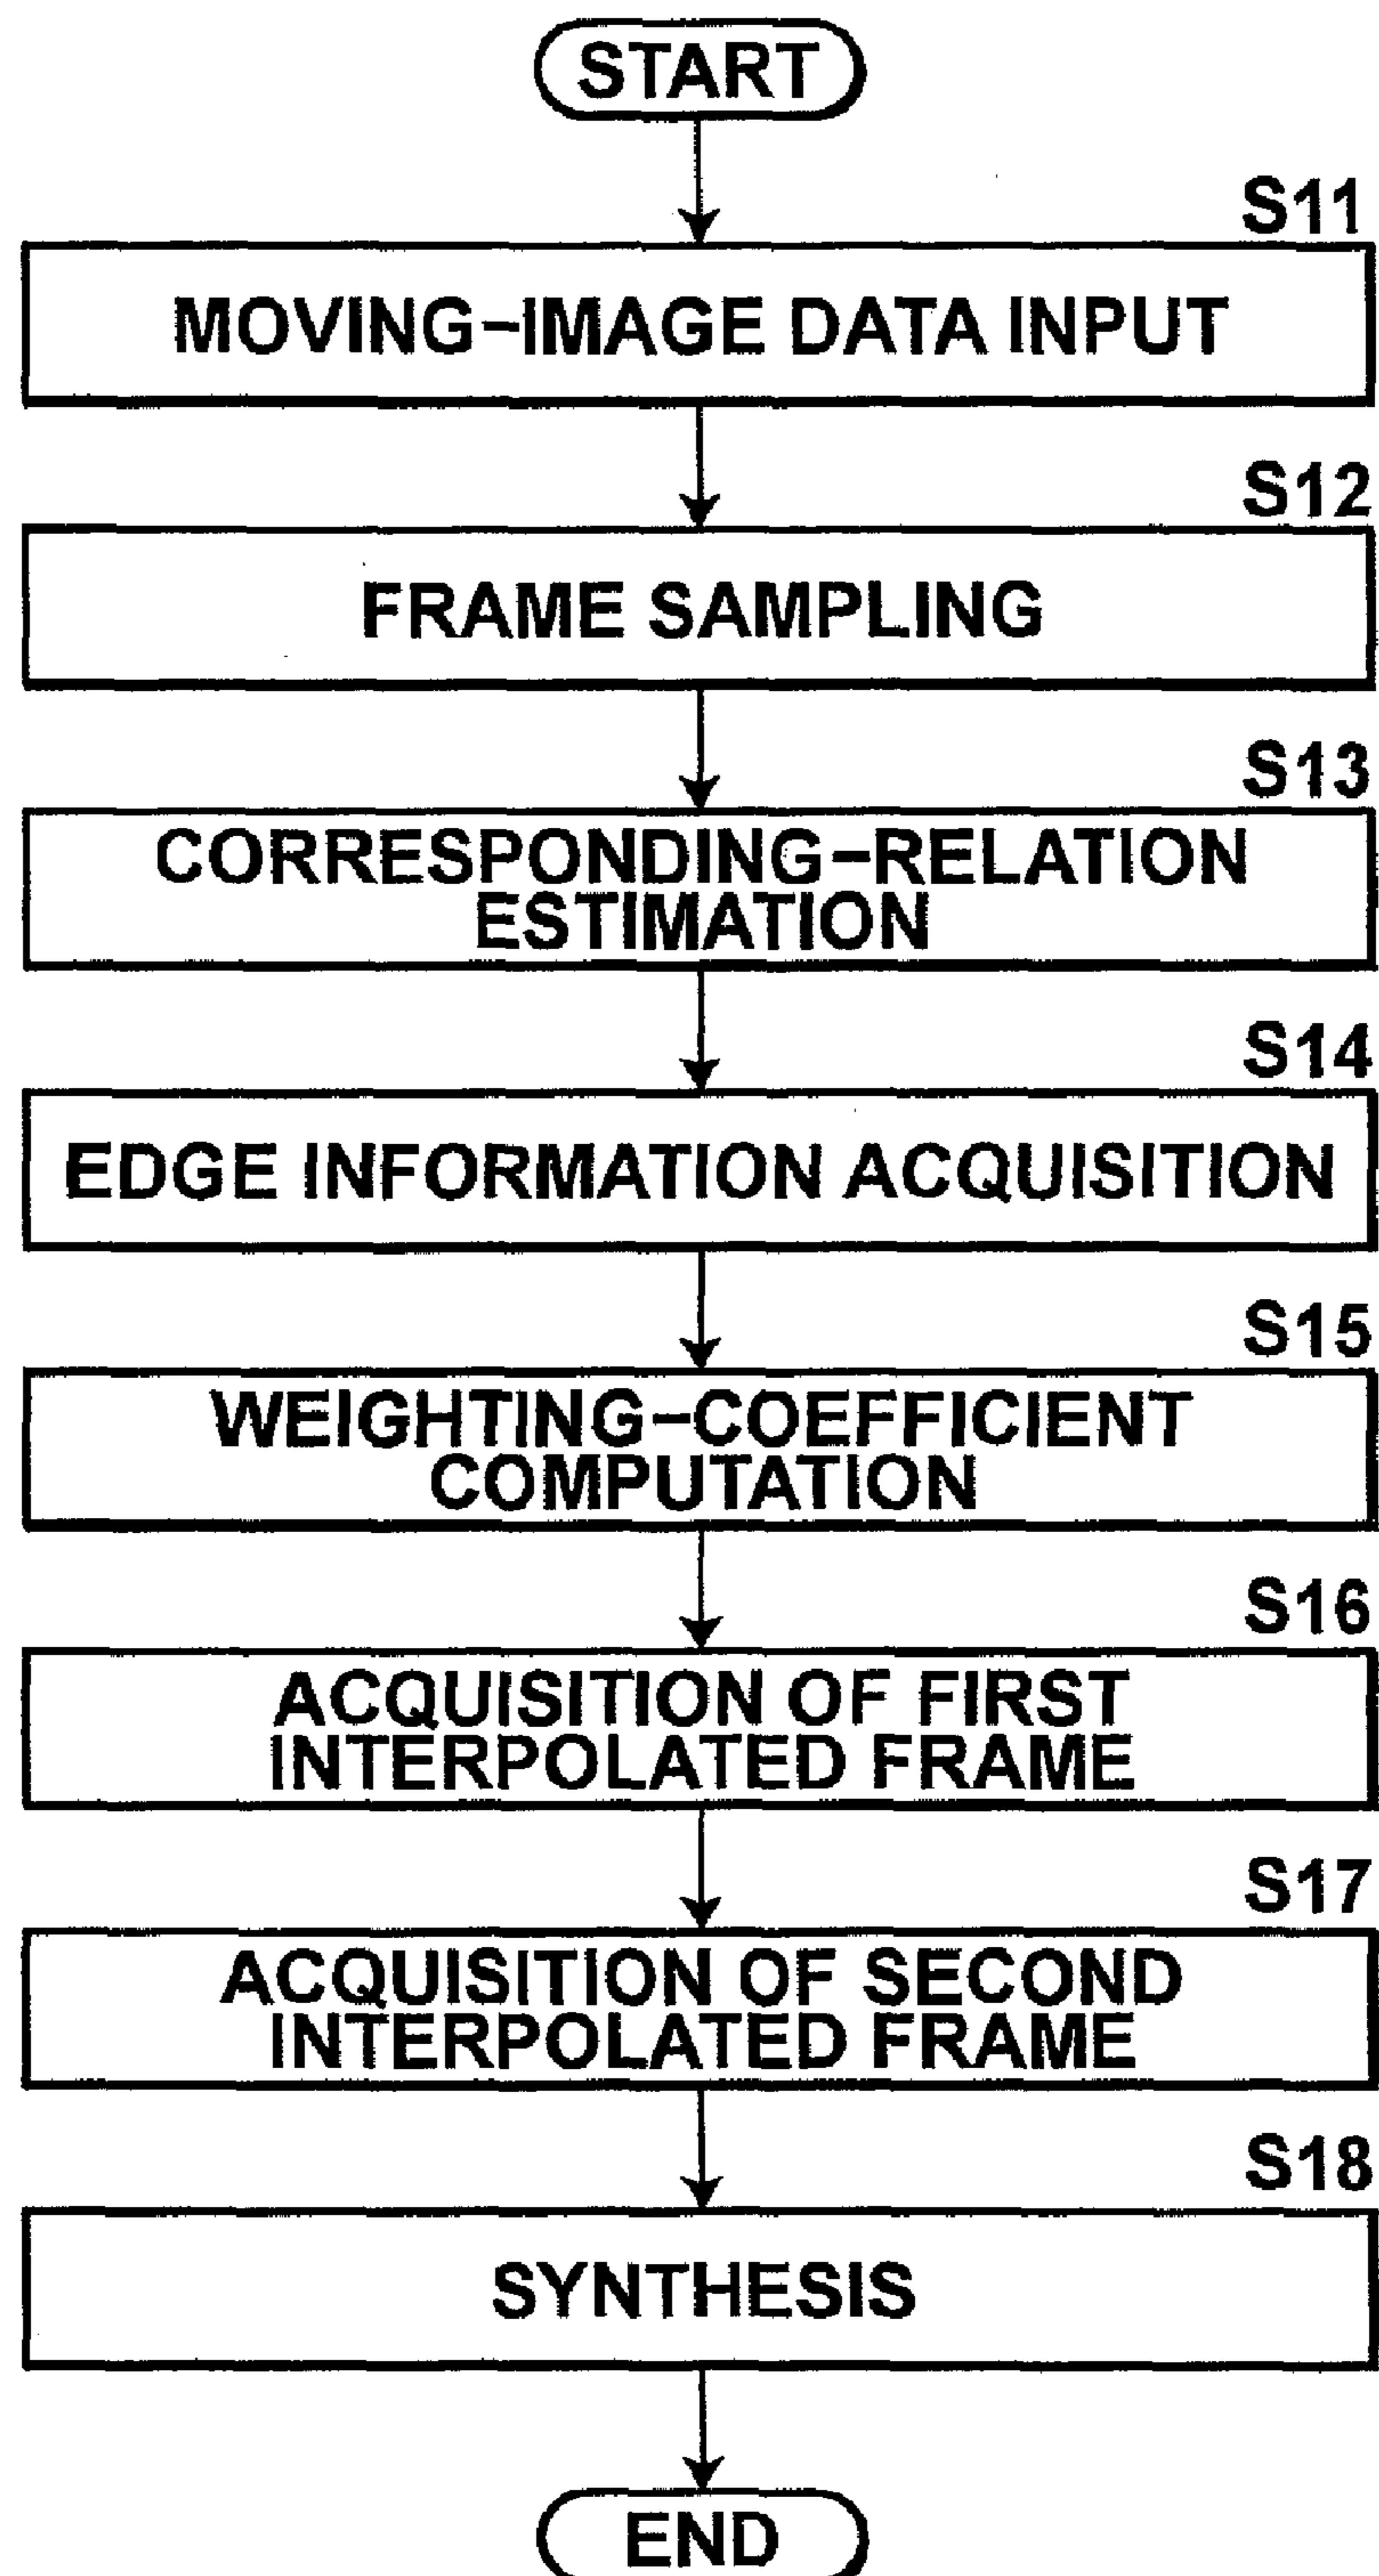 START
S11
MOVING-IMAGE DATA INPUT
S12
FRAME SAMPLING
S13
CORRESPONDING-RELATION
ESTIMATION
S14
EDGE INFORMATION ACQUISITION
S15
WEIGHTING-COEFFICIENT
COMPUTATION
S16
ACQUISITION OF FIRST
INTERPOLATED FRAME
S17
ACQUISITION OF SECOND
INTERPOLATED FRAME
S18
SYNTHESIS
END